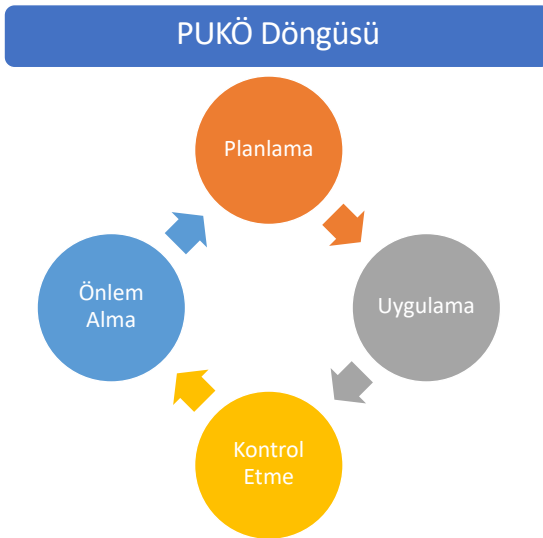 PUKÖ Döngüsü
Planlama
Uygulama
Kontrol
Etme
Önlem
Alma